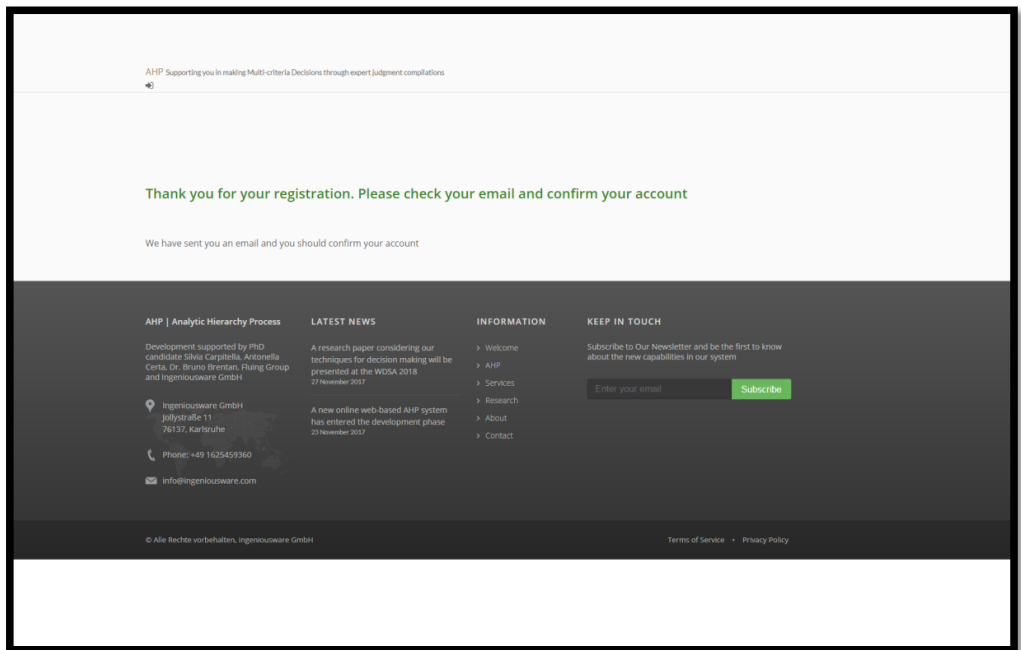 AHP Supporting you in making Multi-criteria Decisions through expert judgment compilations
Thank you for your registration. Please check your email and confirm your account
We have sent you an email and you should confirm your account
AHP | Analytic Hierarchy Process
Development supported by PhD
candidate Silvia Carpitella, Antonella
Certa, Dr. Bruno Brentan, Fluing Group
and Ingeniousware GmbH
Ingeniousware GmbH
Jollystraße 11
76137, Karlsruhe
Phone: +49 1625459360
info@ingeniousware.com
LATEST NEWS
A research paper considering our
techniques for decision making will be
presented at the WDSA 2018
27 November 2017
A new online web-based AHP system
has entered the development phase
23 November 2017
INFORMATION
› Welcome
› AHP
› Services
› Research
› About
› Contact
KEEP IN TOUCH
Subscribe to Our Newsletter and be the first to know
about the new capabilities in our system
Enter your email
Subscribe
© Alle Rechte vorbehalten, Ingeniousware GmbH
Terms of Service • Privacy Policy